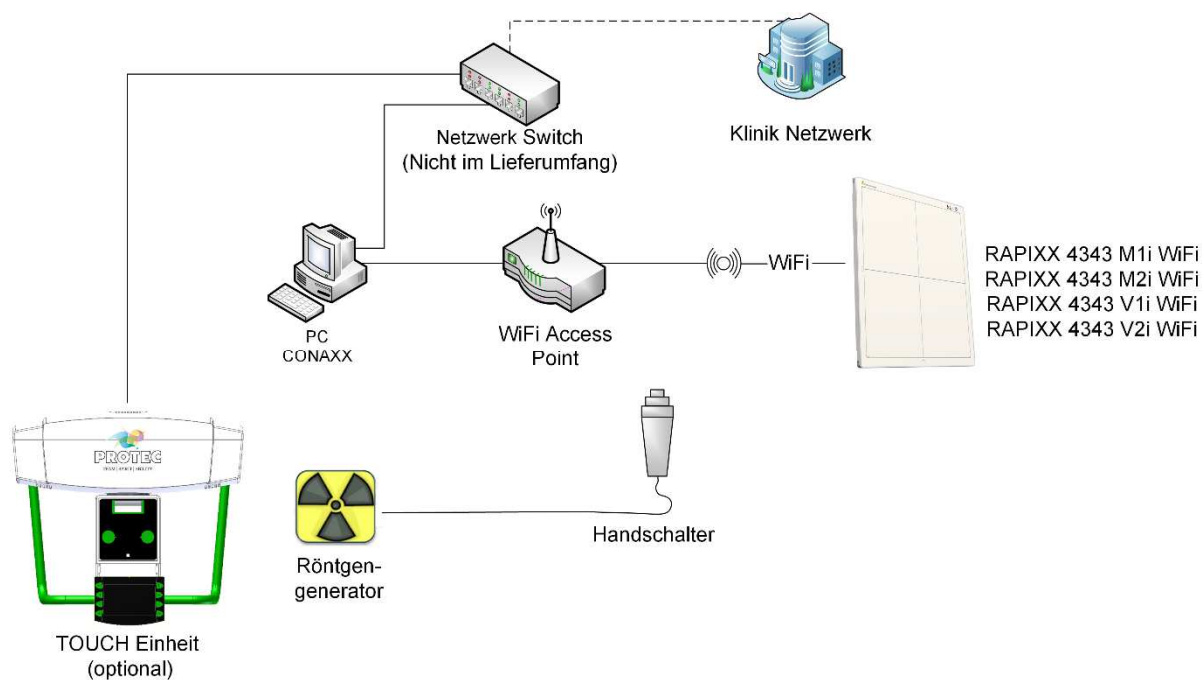 Netzwerk Switch
(Nicht im Lieferumfang)
Klinik Netzwerk
PC
CONAXX
WiFi Access
Point
WiFi
RAPIXX 4343 M1i WiFi
RAPIXX 4343 M2i WiFi
RAPIXX 4343 V1i WiFi
RAPIXX 4343 V2i WiFi
PROTEC
Röntgen-
generator
Handschalter
TOUCH Einheit
(optional)